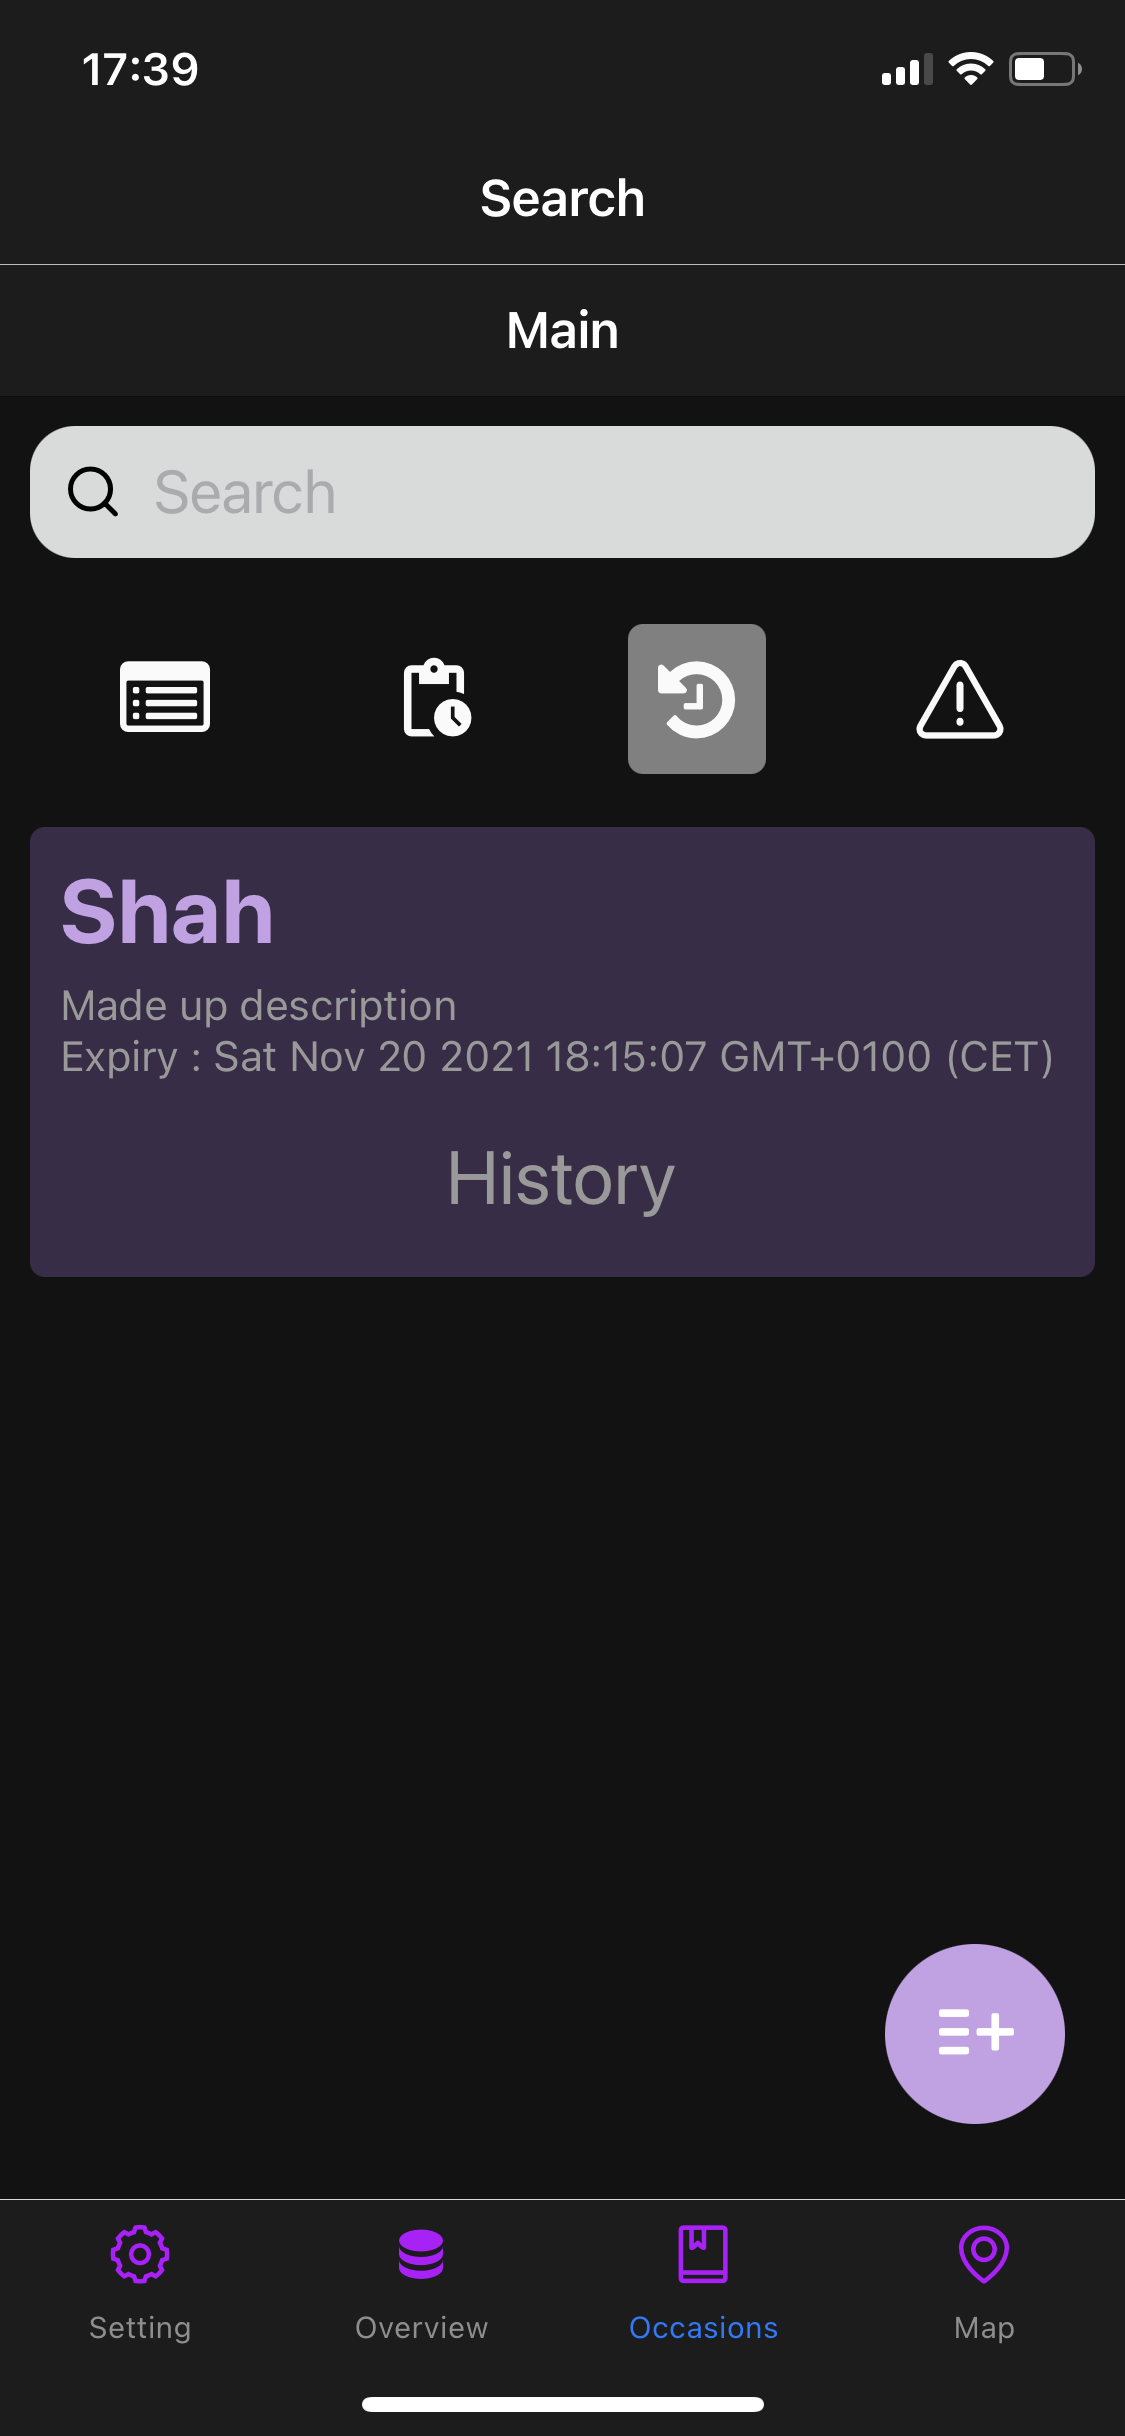 17:39
Search
Main
Search
Shah
Made up description
Expiry : Sat Nov 20 2021 18:15:07 GMT+0100 (CET)
History
Setting
Overview
Occasions
Map